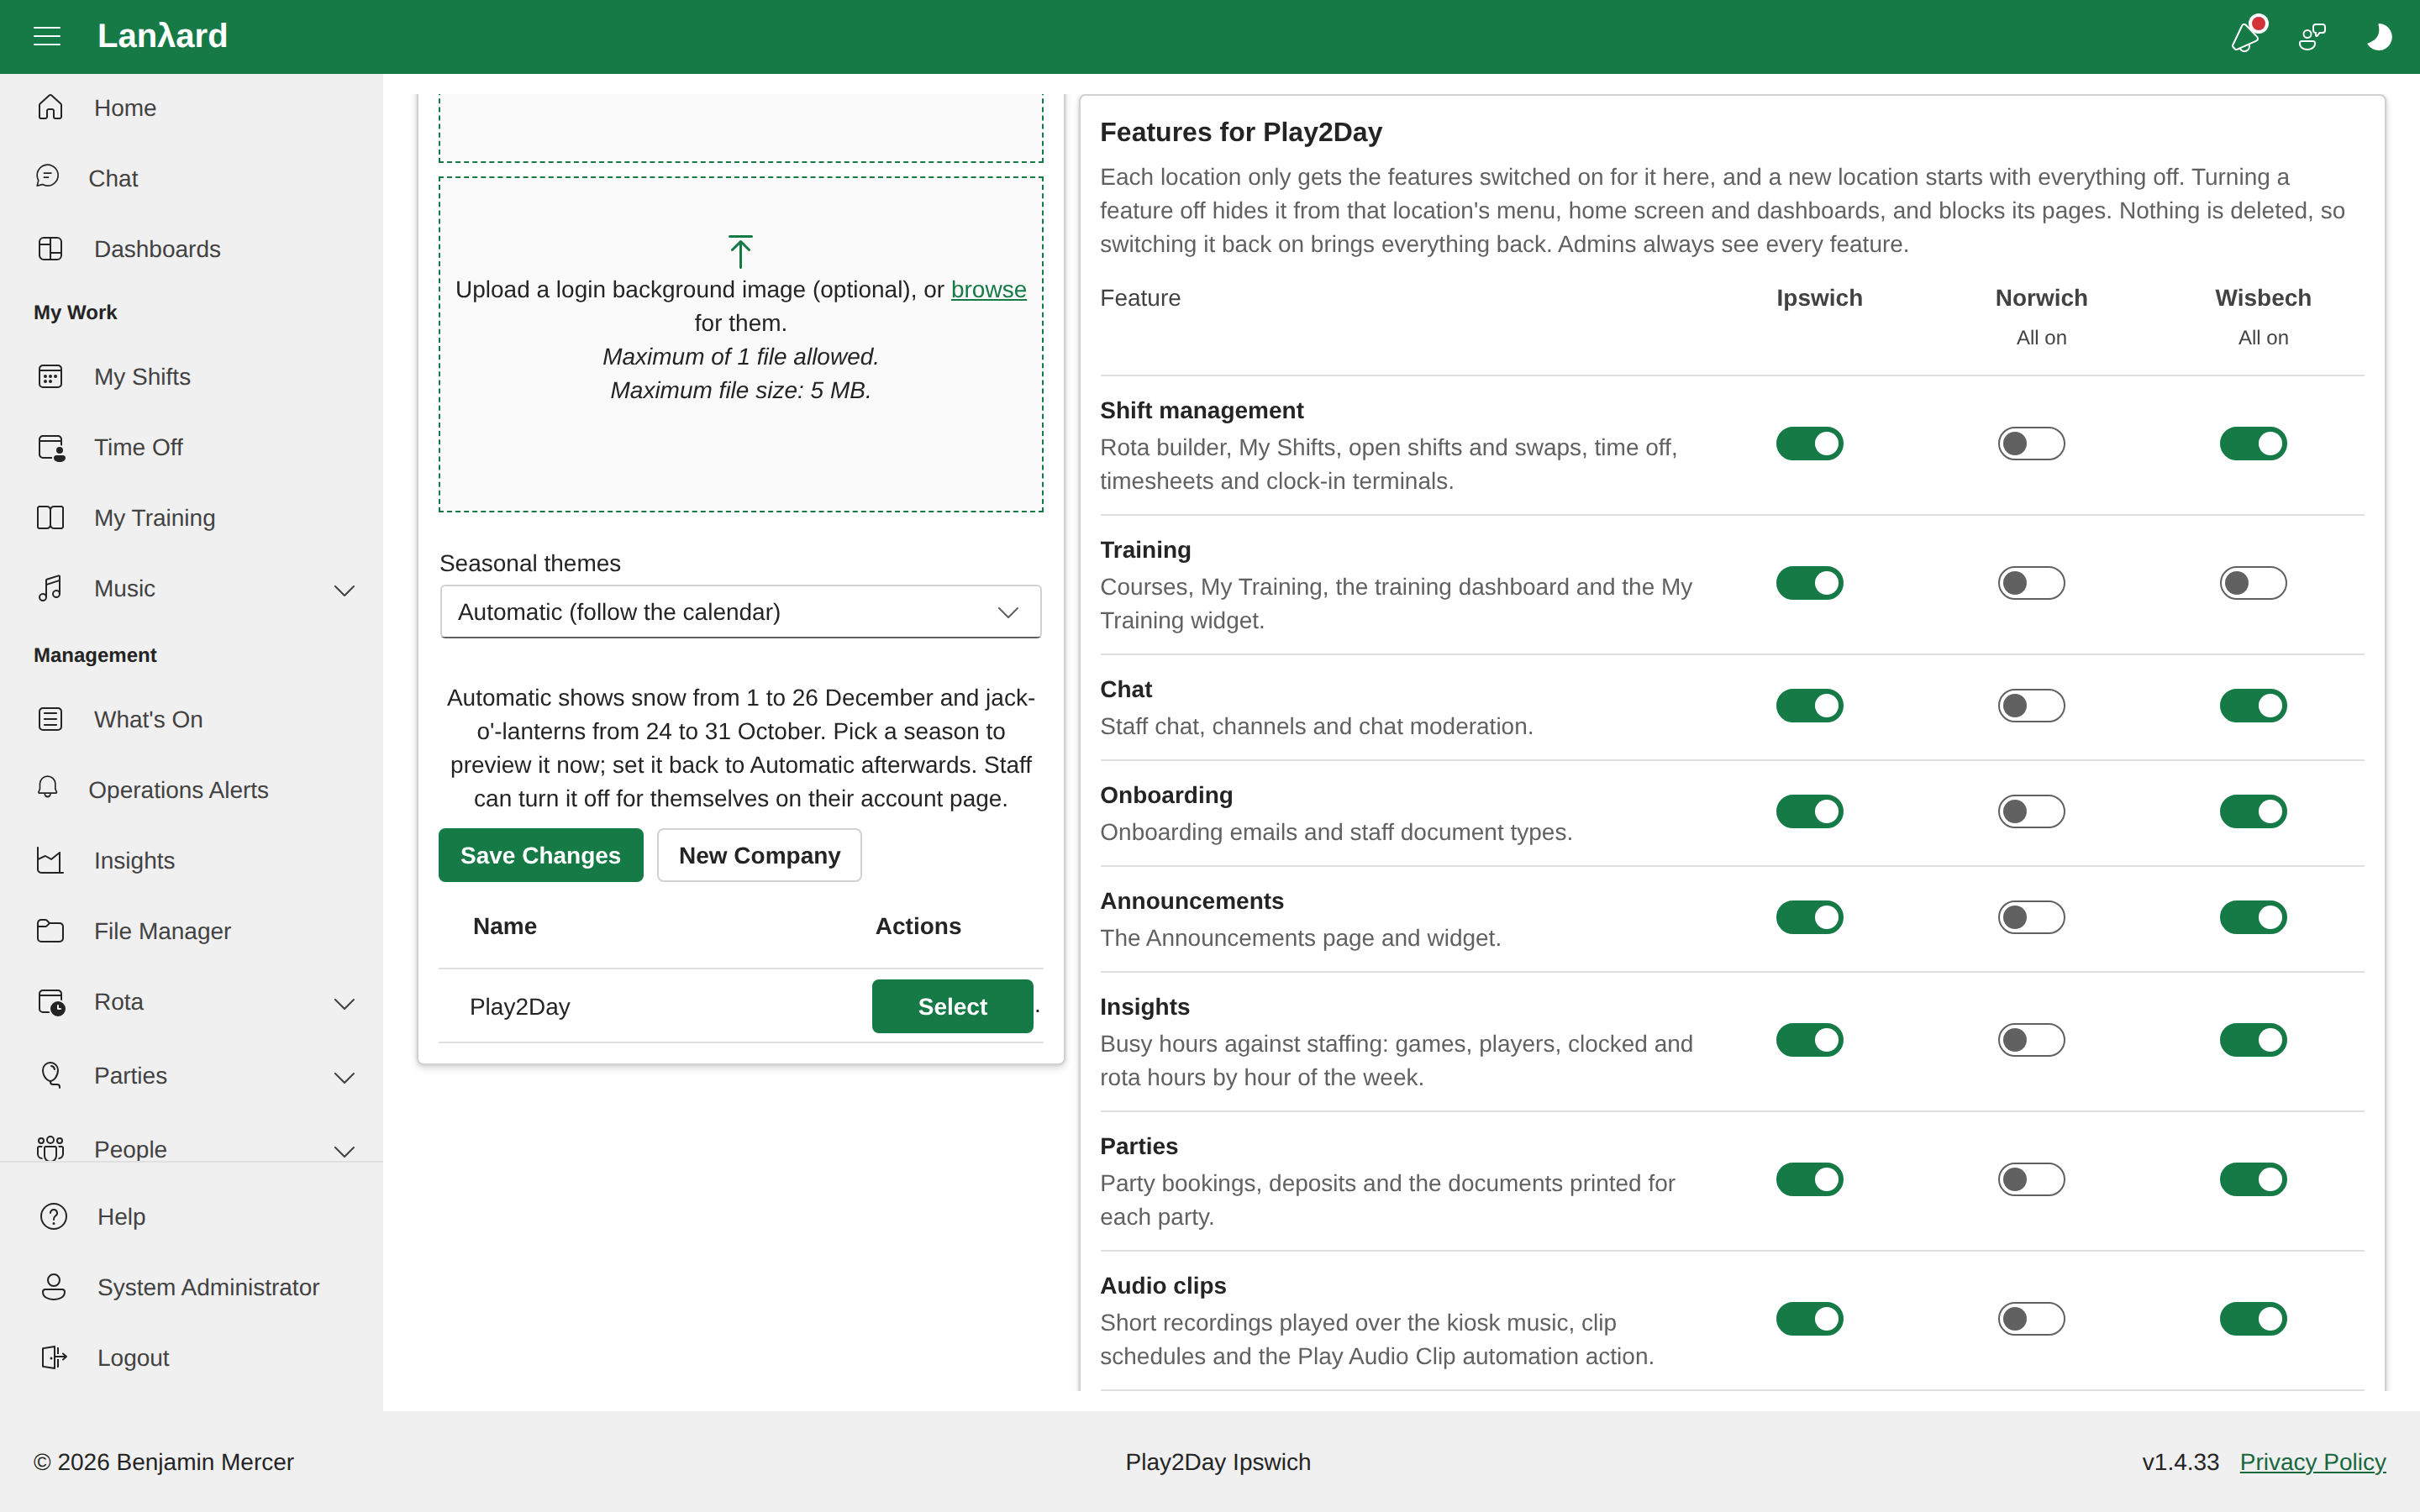 Lanλard
Home
Chat
Dashboards
My Work
My Shifts
Time Off
My Training
Music
Management
What's On
Operations Alerts
Insights
File Manager
Rota
Parties
People
Help
System Administrator
Logout
Upload a login background image (optional), or browse
for them.
Maximum of 1 file allowed.
Maximum file size: 5 MB.
Seasonal themes
Automatic (follow the calendar)
Automatic shows snow from 1 to 26 December and jack-
o'-lanterns from 24 to 31 October. Pick a season to
preview it now; set it back to Automatic afterwards. Staff
can turn it off for themselves on their account page.
Save Changes
New Company
Name Actions
Play2Day Select .
Features for Play2Day
Each location only gets the features switched on for it here, and a new location starts with everything off. Turning a
feature off hides it from that location's menu, home screen and dashboards, and blocks its pages. Nothing is deleted, so
switching it back on brings everything back. Admins always see every feature.
Feature Ipswich Norwich Wisbech
All on All on
Shift management
Rota builder, My Shifts, open shifts and swaps, time off,
timesheets and clock-in terminals.
Training
Courses, My Training, the training dashboard and the My
Training widget.
Chat
Staff chat, channels and chat moderation.
Onboarding
Onboarding emails and staff document types.
Announcements
The Announcements page and widget.
Insights
Busy hours against staffing: games, players, clocked and
rota hours by hour of the week.
Parties
Party bookings, deposits and the documents printed for
each party.
Audio clips
Short recordings played over the kiosk music, clip
schedules and the Play Audio Clip automation action.
© 2026 Benjamin Mercer
Play2Day Ipswich
v1.4.33 Privacy Policy